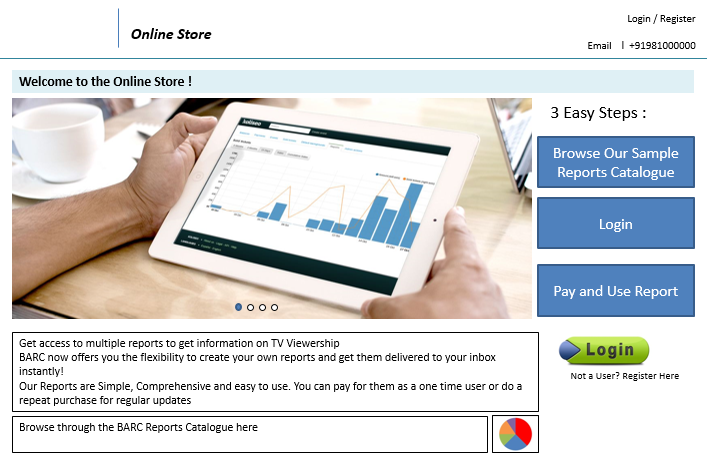 Login / Register
Online Store
Email | +91981000000
Welcome to the Online Store !
3 Easy Steps :
Browse Our Sample
Reports Catalogue
Login
Pay and Use Report
Get access to multiple reports to get information on TV Viewership
BARC now offers you the flexibility to create your own reports and get them delivered to your inbox
instantly!
Our Reports are Simple, Comprehensive and easy to use. You can pay for them as a one time user or do a
repeat purchase for regular updates
Login
Not a User? Register Here
Browse through the BARC Reports Catalogue here